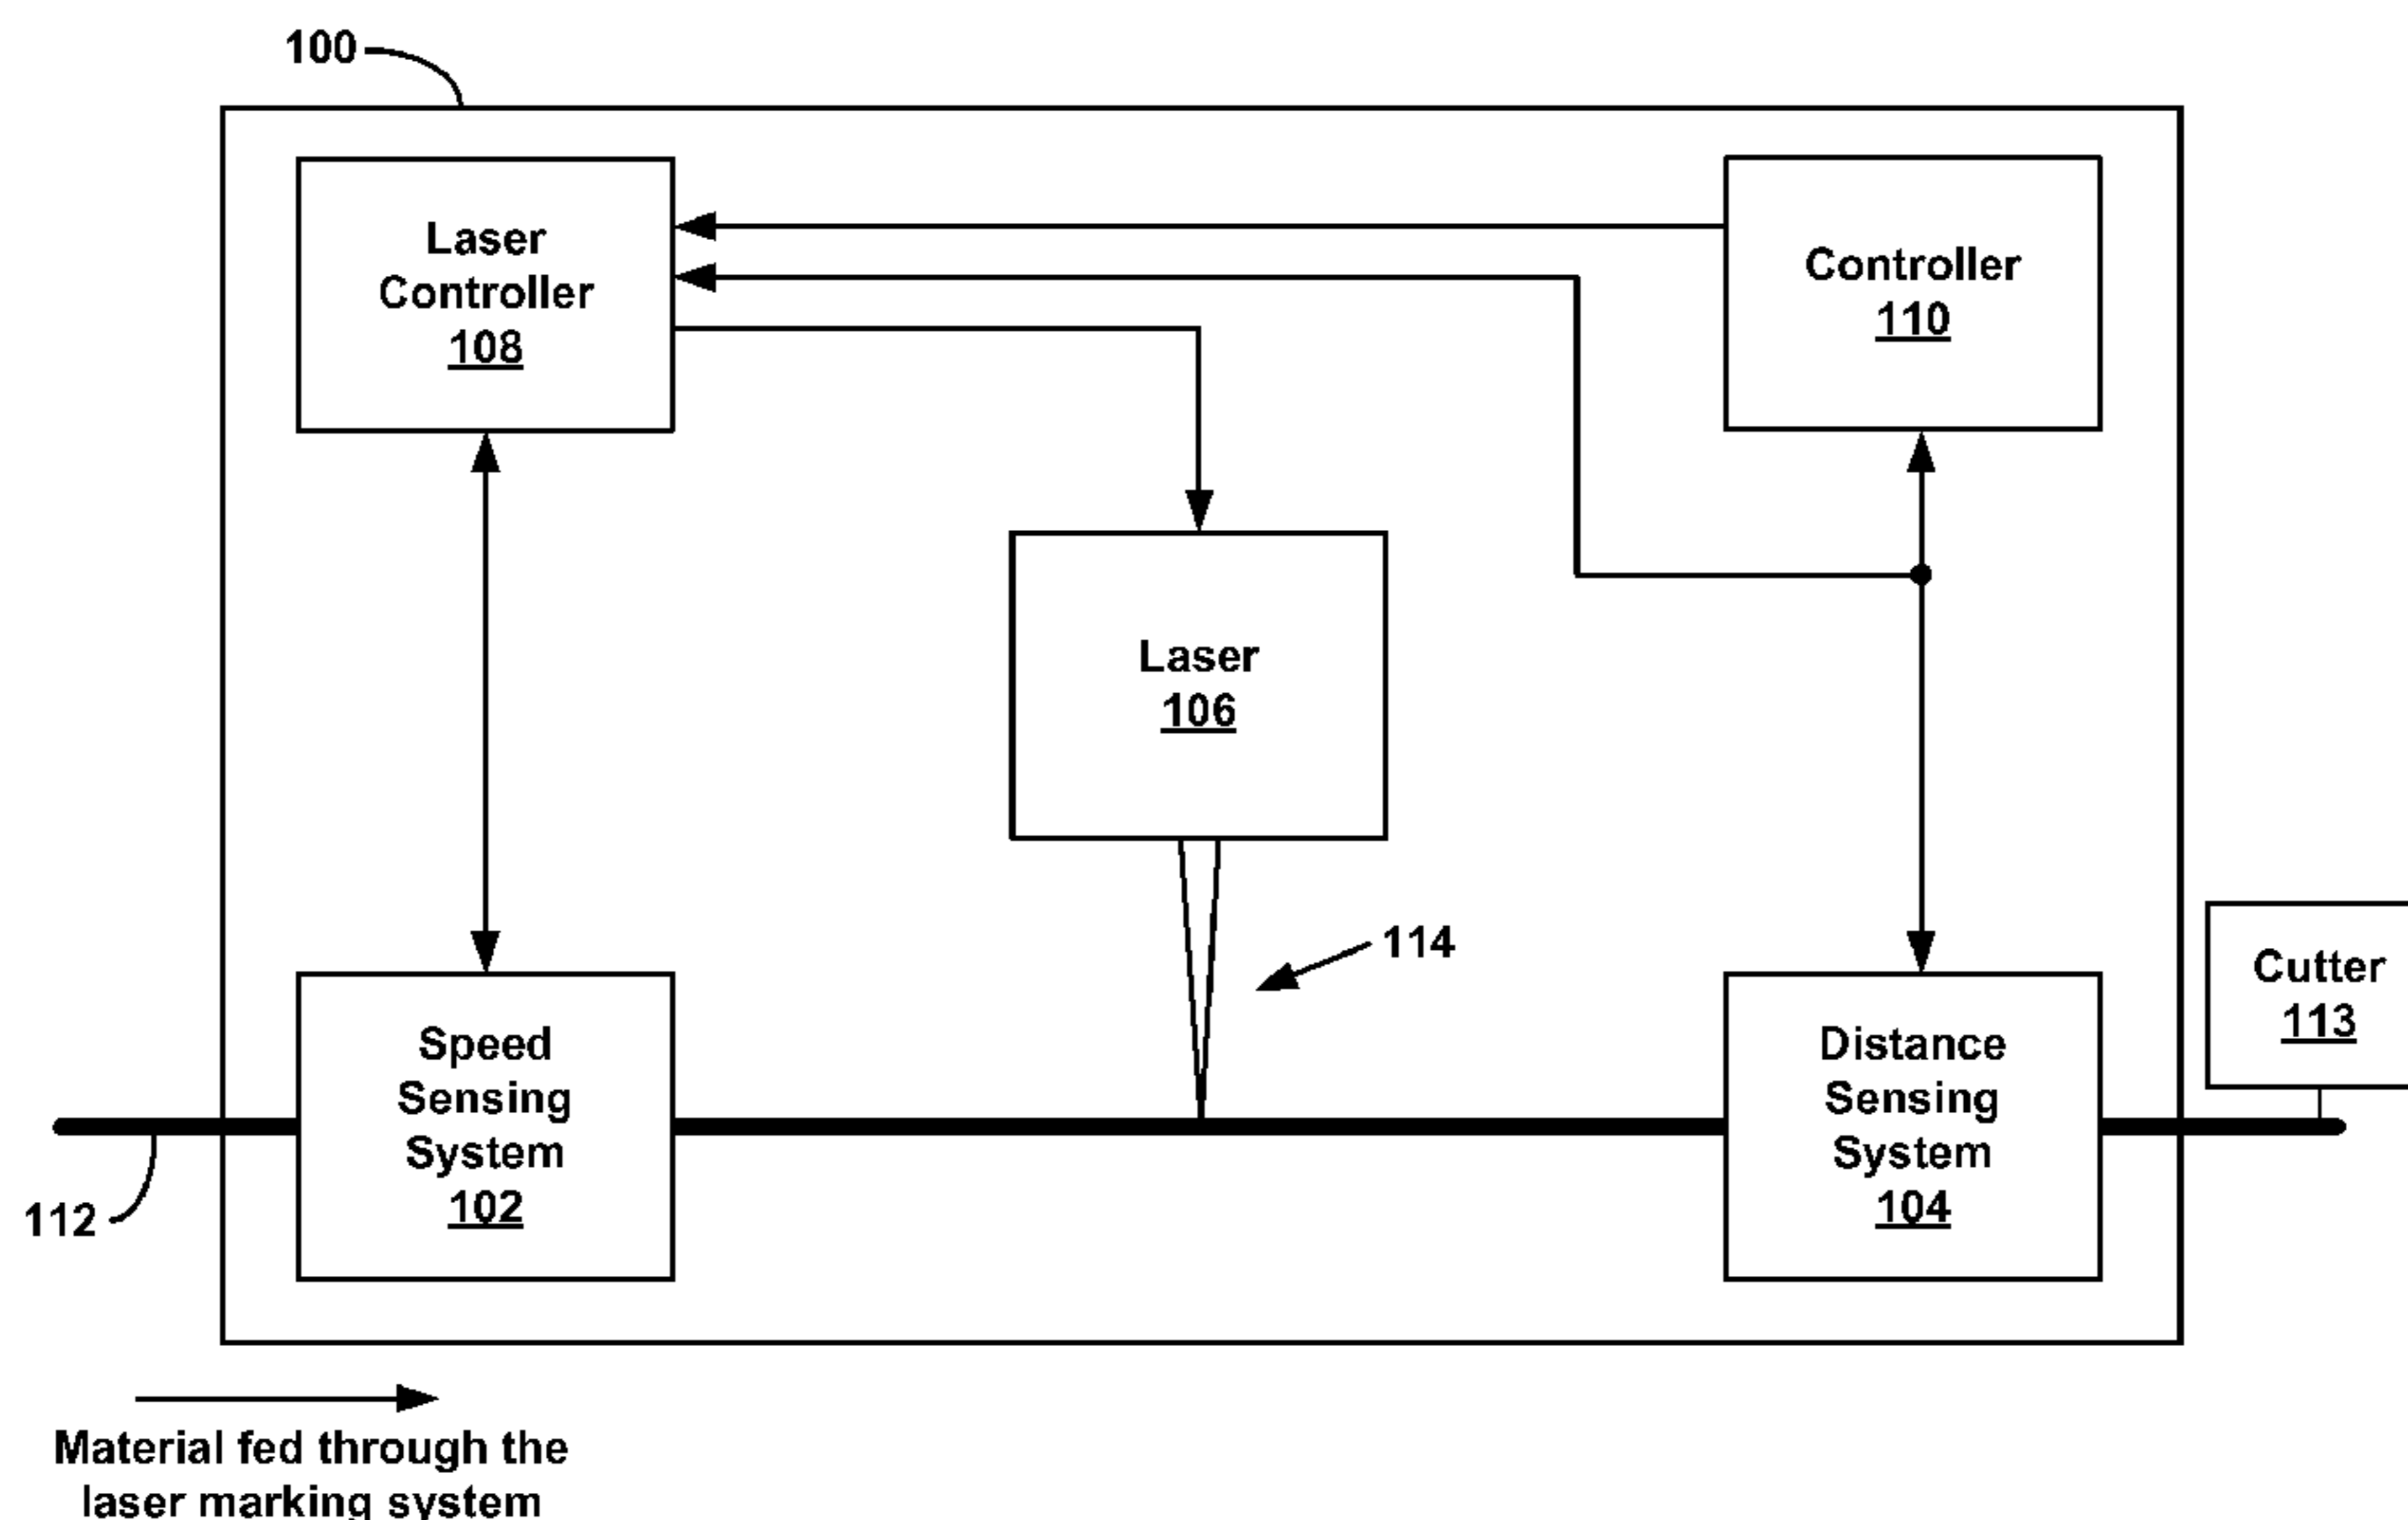 100
Laser
Controller
108
Controller
110
Laser
106
114
Cutter
113
Speed
Sensing
System
102
Distance
Sensing
System
104
112
Material fed through the
laser marking system